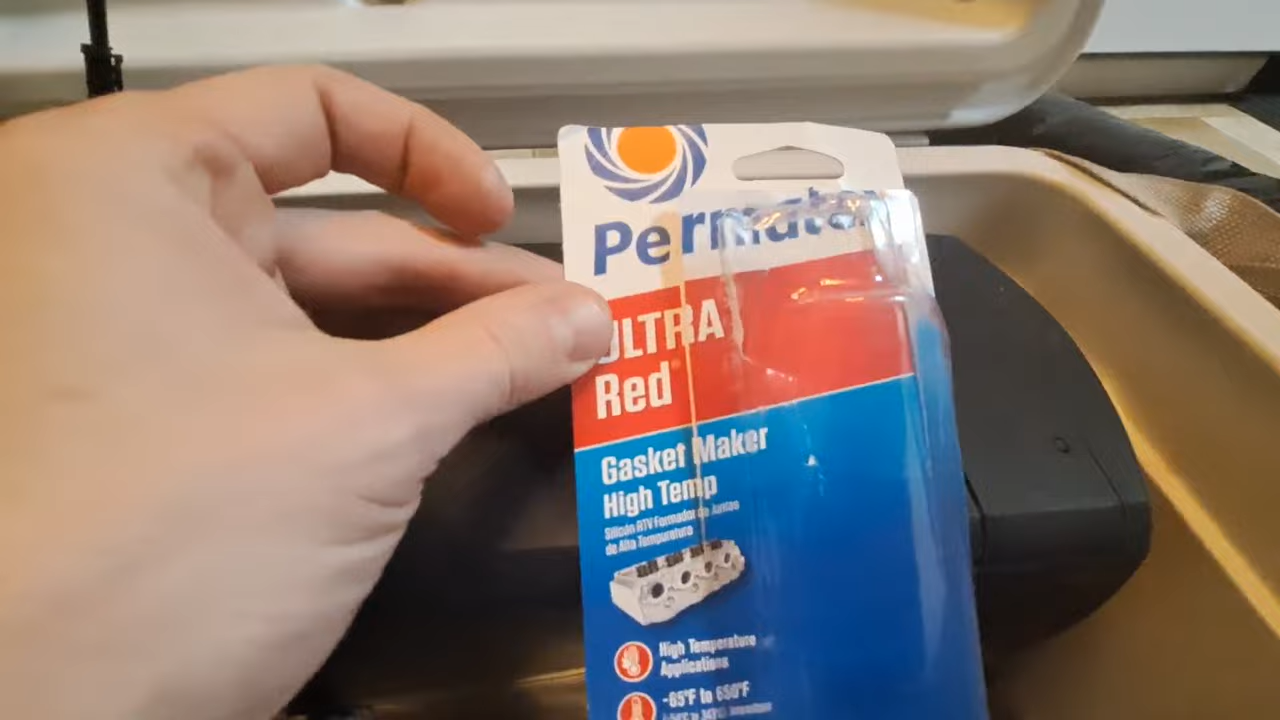 Permatex
ULTRA
Red
Gasket Maker
High Temp
Silicón RTV Formador de Juntas
de Alta Temperatura
High Temperature
Applications
-65°F to 650°F